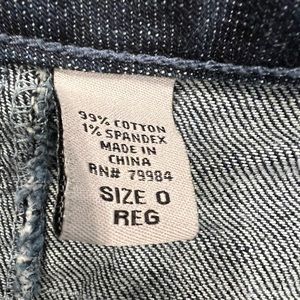 99% COTTON
1% SPANDEX
MADE IN
CHINA
RN# 79984
SIZE 0
REG